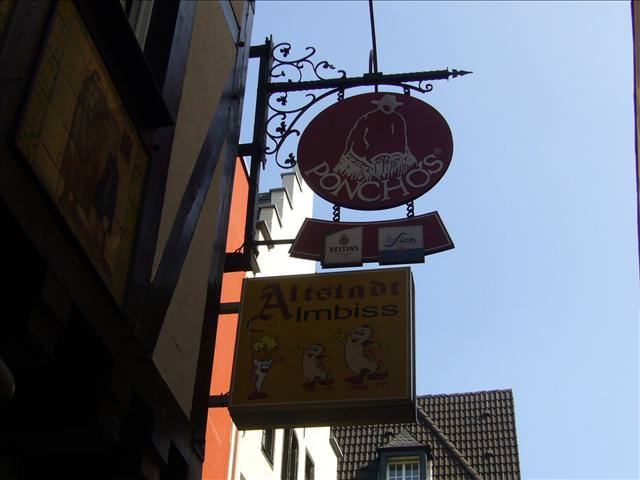 PONCHO'S®
VELTINS
Sion
Altstadt
Imbiss